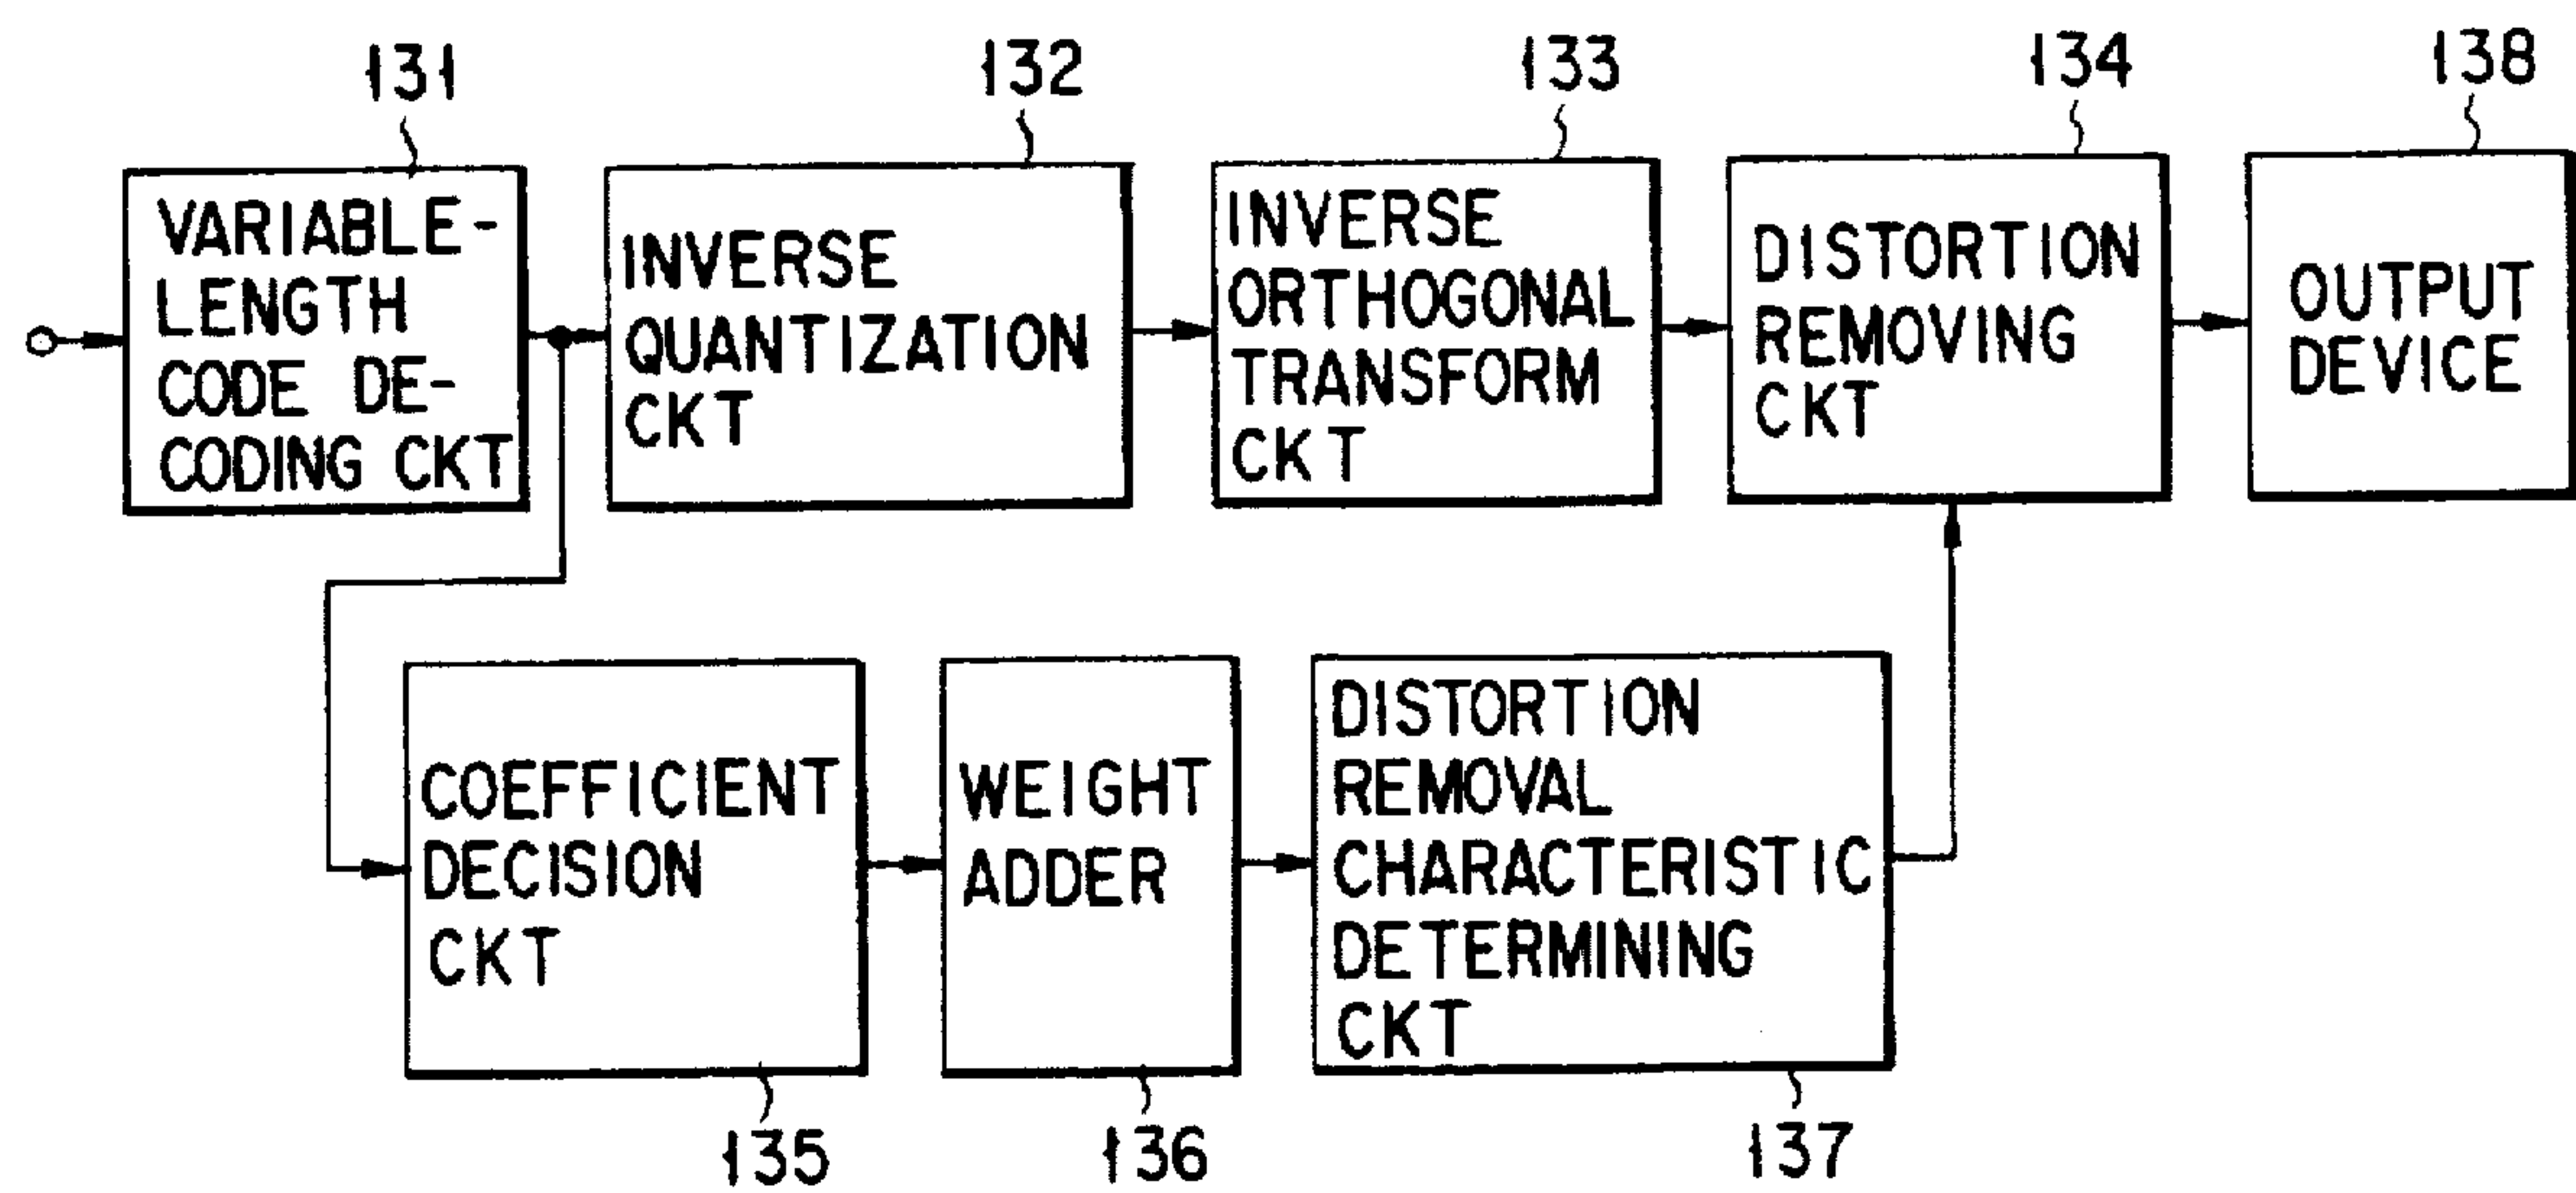 131
132
133
134
138
VARIABLE-
LENGTH
CODE DE-
CODING CKT
INVERSE
QUANTIZATION
CKT
INVERSE
ORTHOGONAL
TRANSFORM
CKT
DISTORTION
REMOVING
CKT
OUTPUT
DEVICE
COEFFICIENT
DECISION
CKT
WEIGHT
ADDER
DISTORTION
REMOVAL
CHARACTERISTIC
DETERMINING
CKT
135
136
137